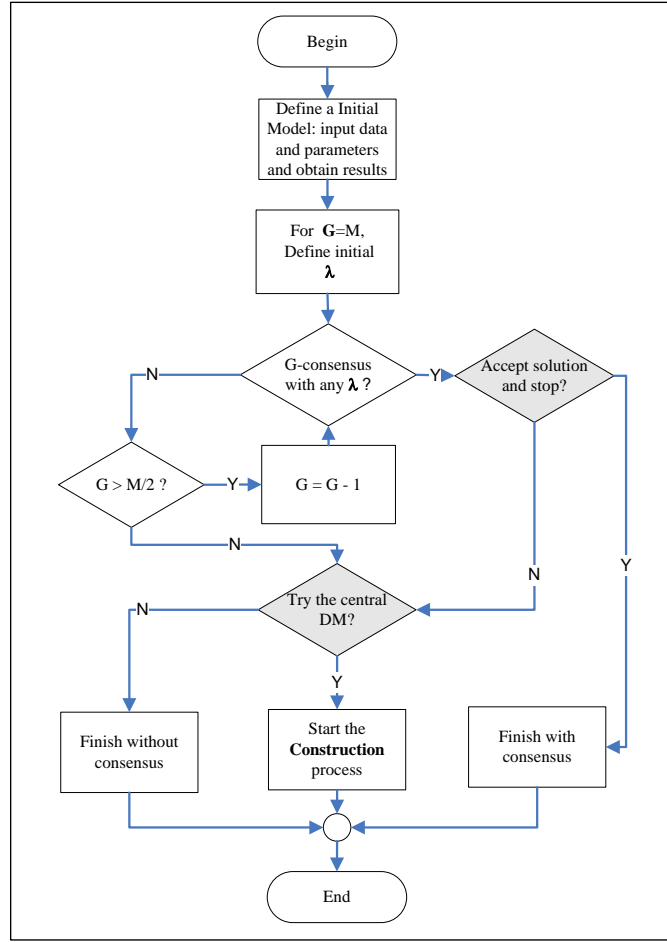 Begin
Define a Initial
Model: input data
and parameters
and obtain results
For G=M,
Define initial
λ
G-consensus
with any λ ?
N
Y
Accept solution
and stop?
G > M/2 ?
Y
G = G - 1
N
Y
N
Try the central
DM?
N
Y
Finish without
consensus
Start the
Construction
process
Finish with
consensus
End